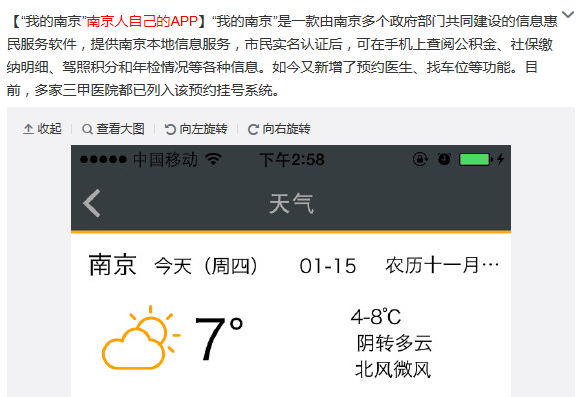 【“我的南京”南京人自己的APP】“我的南京”是一款由南京多个政府部门共同建设的信息惠
民服务软件，提供南京本地信息服务，市民实名认证后，可在手机上查阅公积金、社保缴
纳明细、驾照积分和年检情况等各种信息。如今又新增了预约医生、找车位等功能。目
前，多家三甲医院都已列入该预约挂号系统。
收起 查看大图 向左旋转 向右旋转
中国移动 下午2:58
天气
南京 今天（周四） 01-15 农历十一月…
7° 4-8℃
阴转多云
北风微风